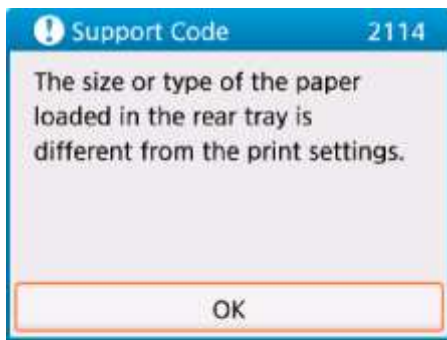 Support Code 2114
The size or type of the paper
loaded in the rear tray is
different from the print settings.
OK